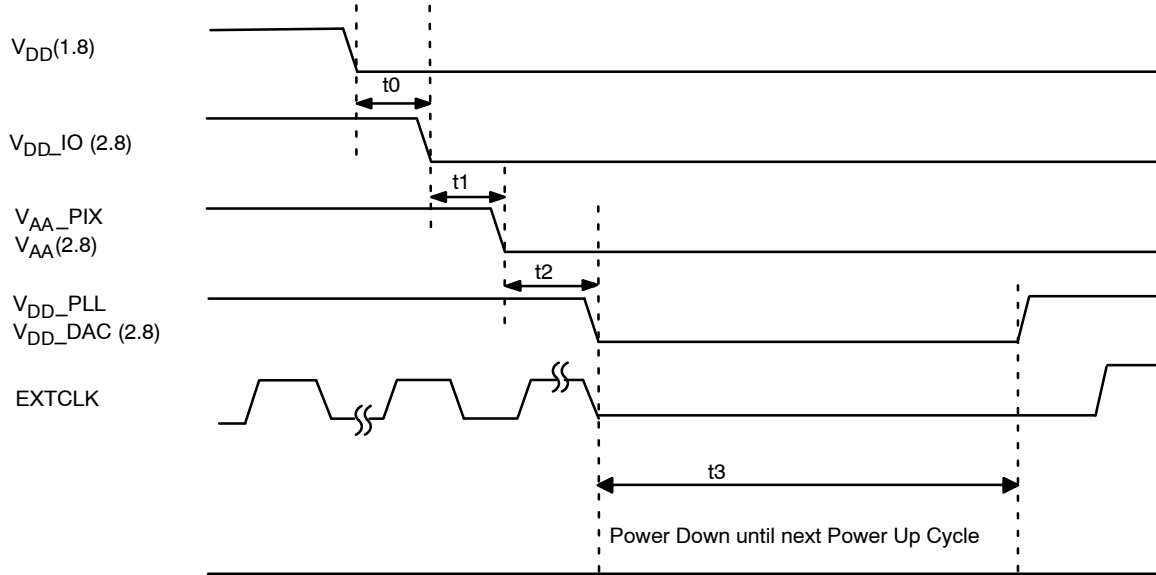 VDD(1.8)
t0
VDD_IO (2.8)
t1
VAA_PIX
VAA(2.8)
t2
VDD_PLL
VDD_DAC (2.8)
EXTCLK
t3
Power Down until next Power Up Cycle